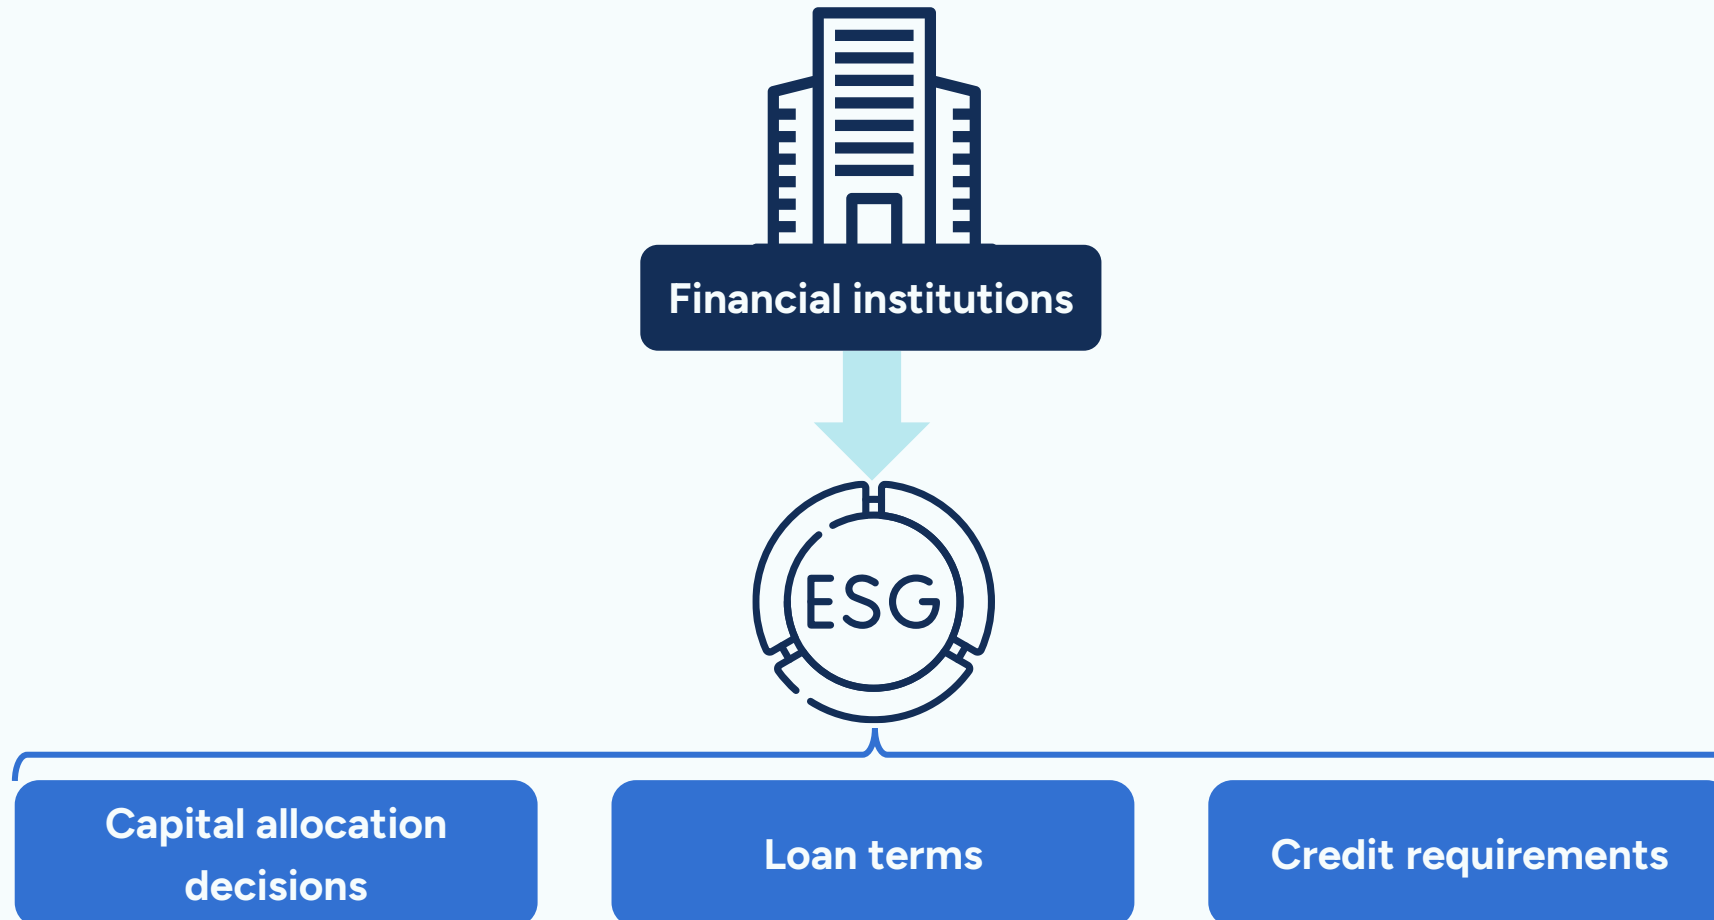 Financial institutions
ESG
Capital allocation
decisions
Loan terms
Credit requirements